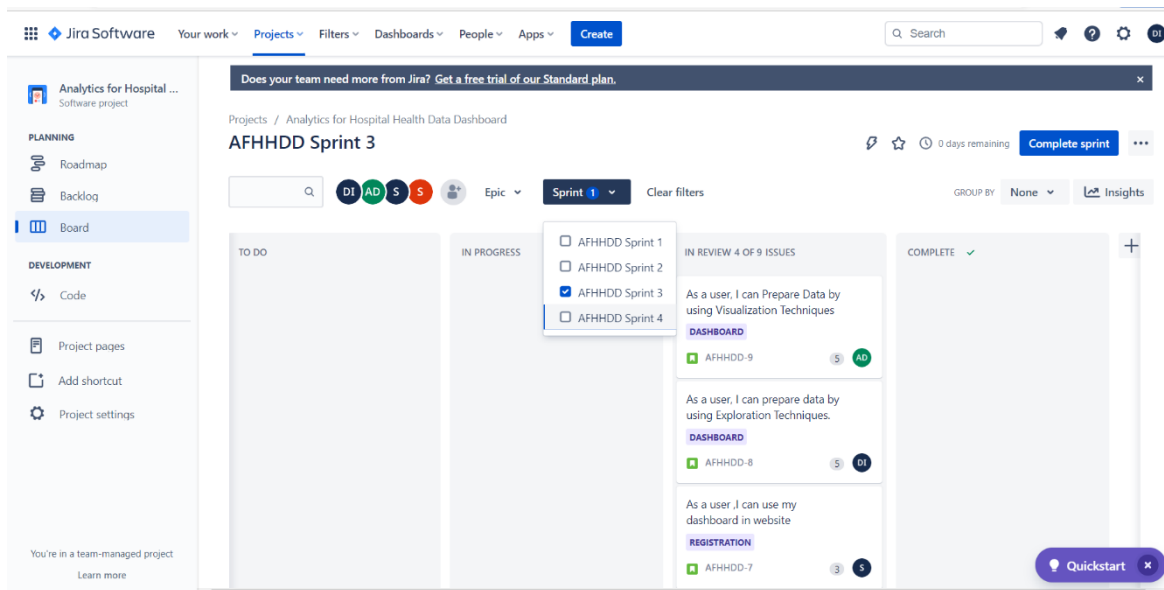 Jira Software Your work Projects Filters Dashboards People Apps Create Search DI
Does your team need more from Jira? Get a free trial of our Standard plan. ×
Analytics for Hospital ...
Software project
PLANNING
Roadmap
Backlog
Board
DEVELOPMENT
Code
Project pages
Add shortcut
Project settings
You're in a team-managed project
Learn more
Projects / Analytics for Hospital Health Data Dashboard
AFHHDD Sprint 3
0 days remaining Complete sprint
DI AD S S Epic Sprint 1 Clear filters GROUP BY None Insights
AFHHDD Sprint 1
AFHHDD Sprint 2
AFHHDD Sprint 3
AFHHDD Sprint 4
TO DO
IN PROGRESS
IN REVIEW 4 OF 9 ISSUES
As a user, I can Prepare Data by
using Visualization Techniques
DASHBOARD
AFHHDD-9 5 AD
As a user, I can prepare data by
using Exploration Techniques.
DASHBOARD
AFHHDD-8 5 DI
As a user ,I can use my
dashboard in website
REGISTRATION
AFHHDD-7 3 S
COMPLETE
Quickstart ×